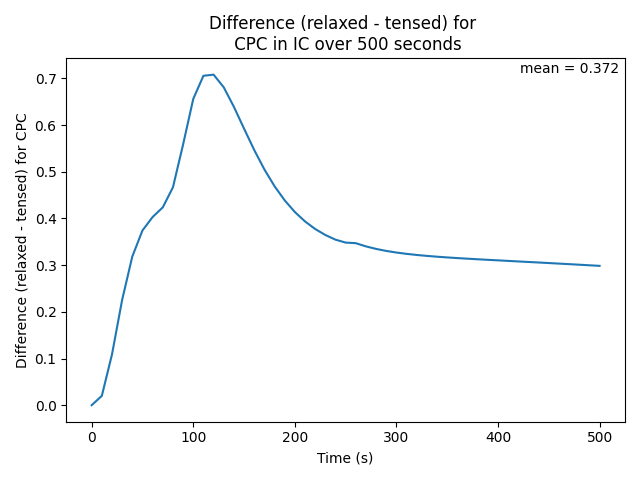 Difference (relaxed - tensed) for
CPC in IC over 500 seconds
mean = 0.372
Difference (relaxed - tensed) for CPC
0.7
0.6
0.5
0.4
0.3
0.2
0.1
0.0
0
100
200
300
400
500
Time (s)